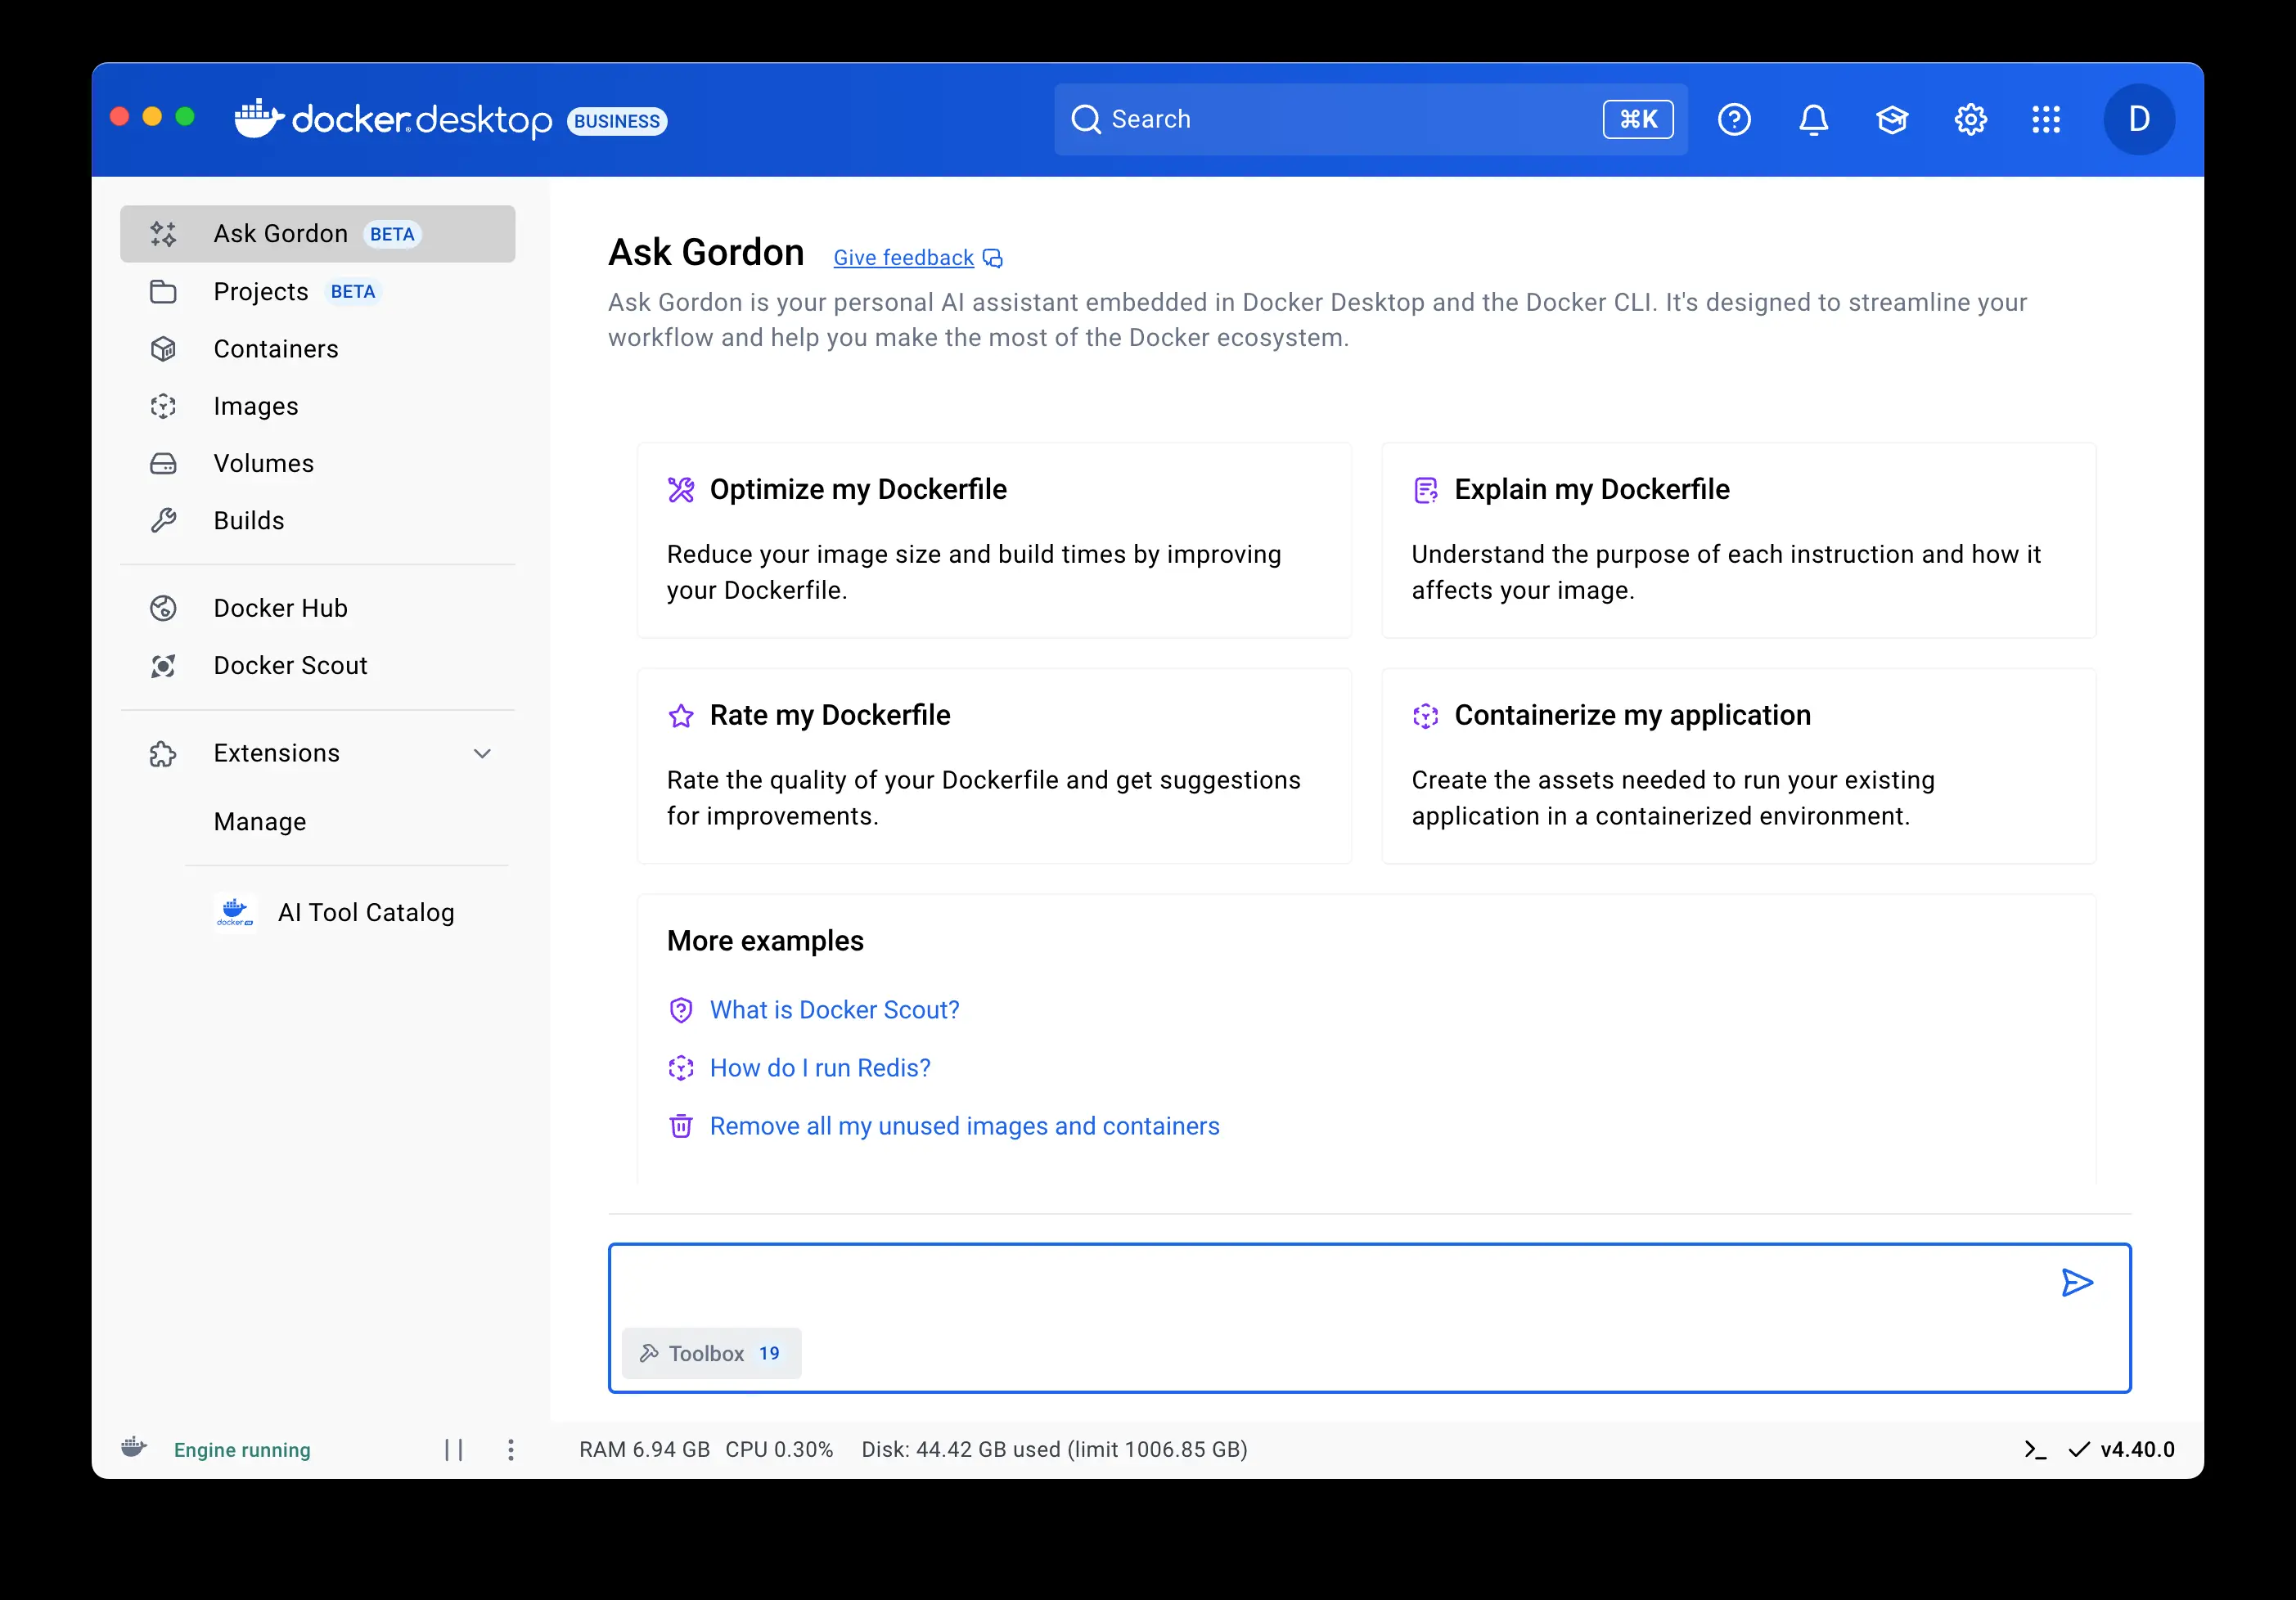 docker desktop BUSINESS
Search
⌘K
D
Ask Gordon BETA
Projects BETA
Containers
Images
Volumes
Builds
Docker Hub
Docker Scout
Extensions
Manage
AI Tool Catalog
Ask Gordon Give feedback
Ask Gordon is your personal AI assistant embedded in Docker Desktop and the Docker CLI. It's designed to streamline your
workflow and help you make the most of the Docker ecosystem.
Optimize my Dockerfile
Reduce your image size and build times by improving
your Dockerfile.
Explain my Dockerfile
Understand the purpose of each instruction and how it
affects your image.
Rate my Dockerfile
Rate the quality of your Dockerfile and get suggestions
for improvements.
Containerize my application
Create the assets needed to run your existing
application in a containerized environment.
More examples
What is Docker Scout?
How do I run Redis?
Remove all my unused images and containers
Toolbox 19
Engine running
RAM 6.94 GB CPU 0.30% Disk: 44.42 GB used (limit 1006.85 GB)
v4.40.0